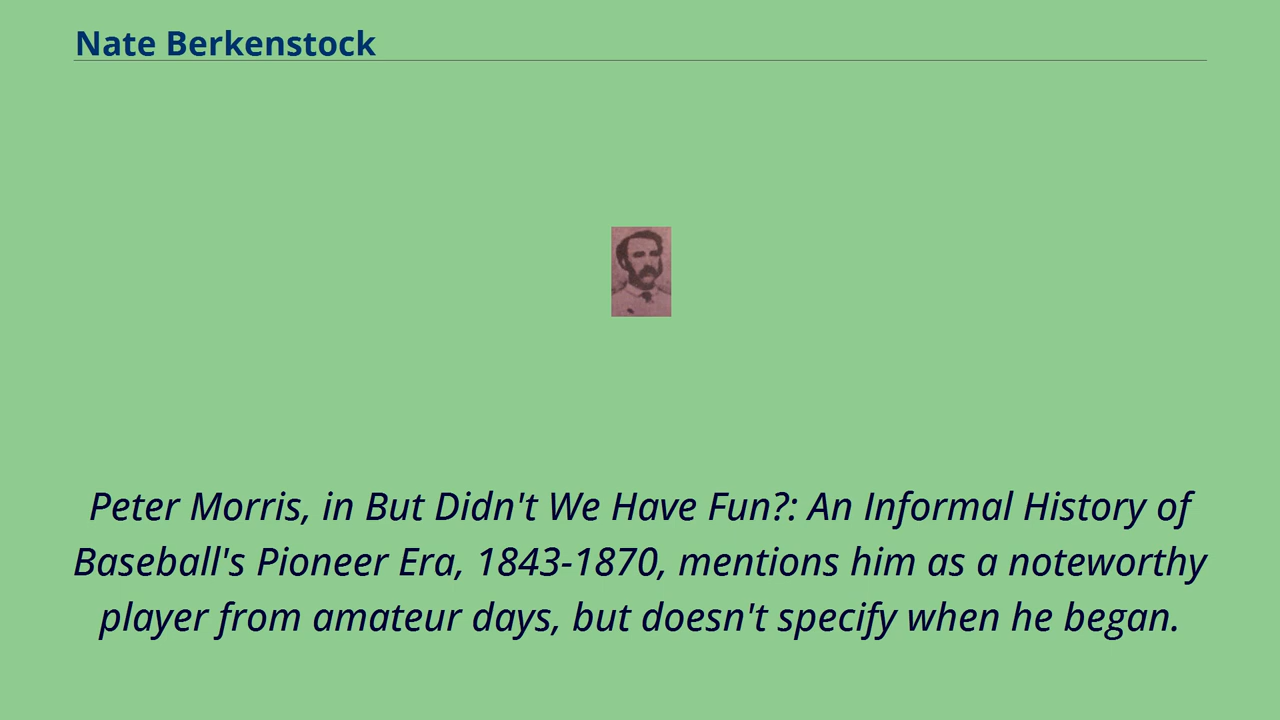 Nate Berkenstock
Peter Morris, in But Didn't We Have Fun?: An Informal History of
Baseball's Pioneer Era, 1843-1870, mentions him as a noteworthy
player from amateur days, but doesn't specify when he began.